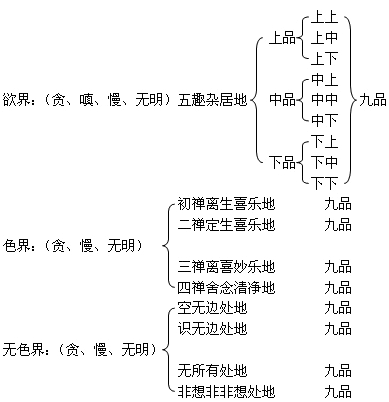 上上
上品 上中
上下
中上
欲界：（贪、嗔、慢、无明）五趣杂居地 中品 中中 九品
中下
下上
下品 下中
下下
初禅离生喜乐地 九品
二禅定生喜乐地 九品
色界：（贪、慢、无明）
三禅离喜妙乐地 九品
四禅舍念清净地 九品
空无边处地 九品
识无边处地 九品
无色界：（贪、慢、无明）
无所有处地 九品
非想非非想处地 九品